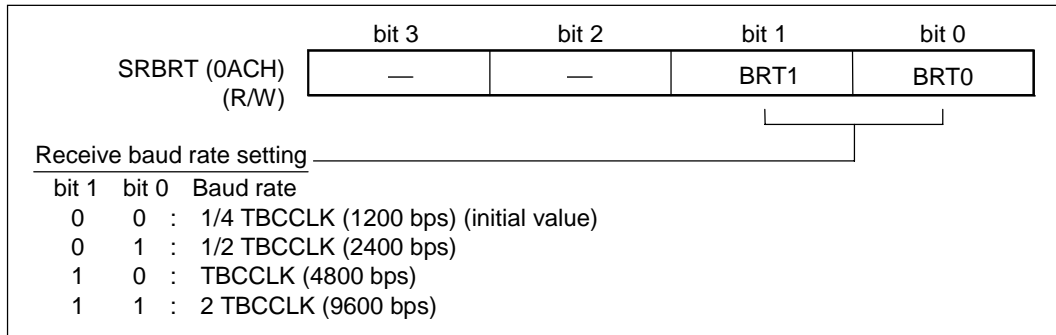 bit 3 bit 2 bit 1 bit 0
SRBRT (0ACH) — — BRT1 BRT0
(R/W)
Receive baud rate setting
bit 1 bit 0 Baud rate
0 0 : 1/4 TBCCLK (1200 bps) (initial value)
0 1 : 1/2 TBCCLK (2400 bps)
1 0 : TBCCLK (4800 bps)
1 1 : 2 TBCCLK (9600 bps)